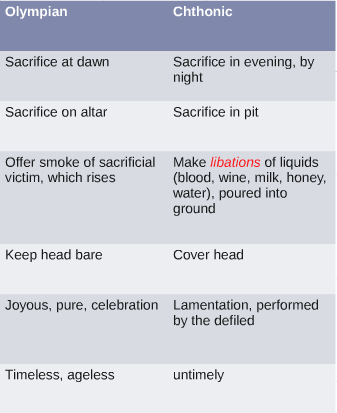 Olympian Chthonic
Sacrifice at dawn Sacrifice in evening, by
night
Sacrifice on altar Sacrifice in pit
Offer smoke of sacrificial Make libations of liquids
victim, which rises (blood, wine, milk, honey,
water), poured into
ground
Keep head bare Cover head
Joyous, pure, celebration Lamentation, performed
by the defiled
Timeless, ageless untimely